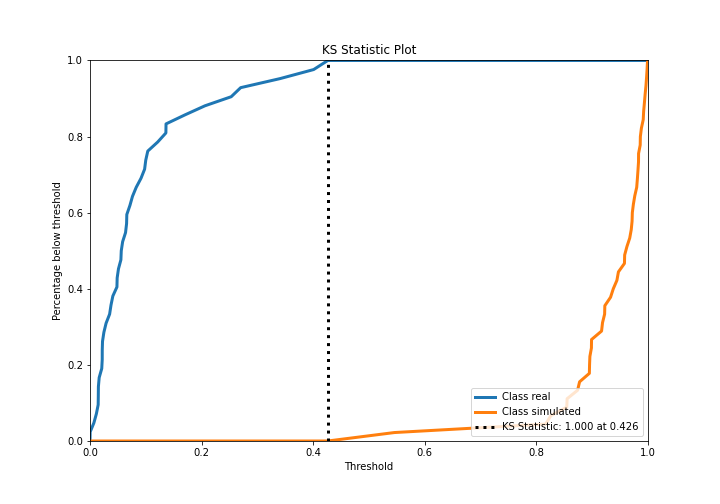 KS Statistic Plot
1.0
0.8
0.6
0.4
0.2
0.0
Percentage below threshold
0.0 0.2 0.4 0.6 0.8 1.0
Threshold
Class real
Class simulated
KS Statistic: 1.000 at 0.426